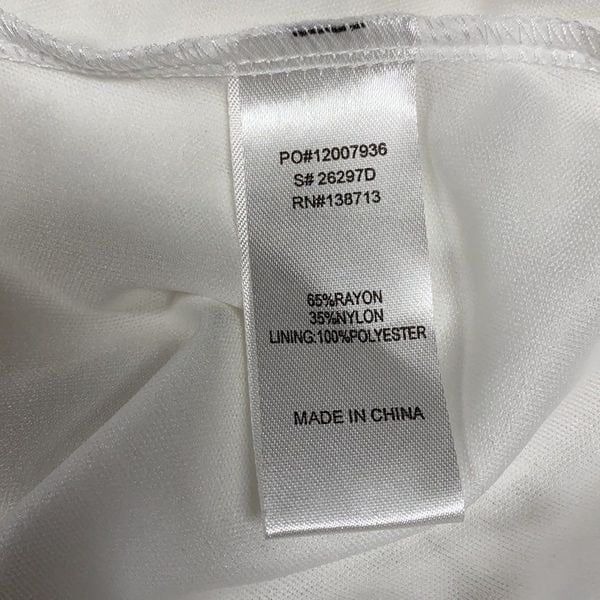 PO#12007936
S# 26297D
RN#138713
65%RAYON
35%NYLON
LINING:100%POLYESTER
MADE IN CHINA